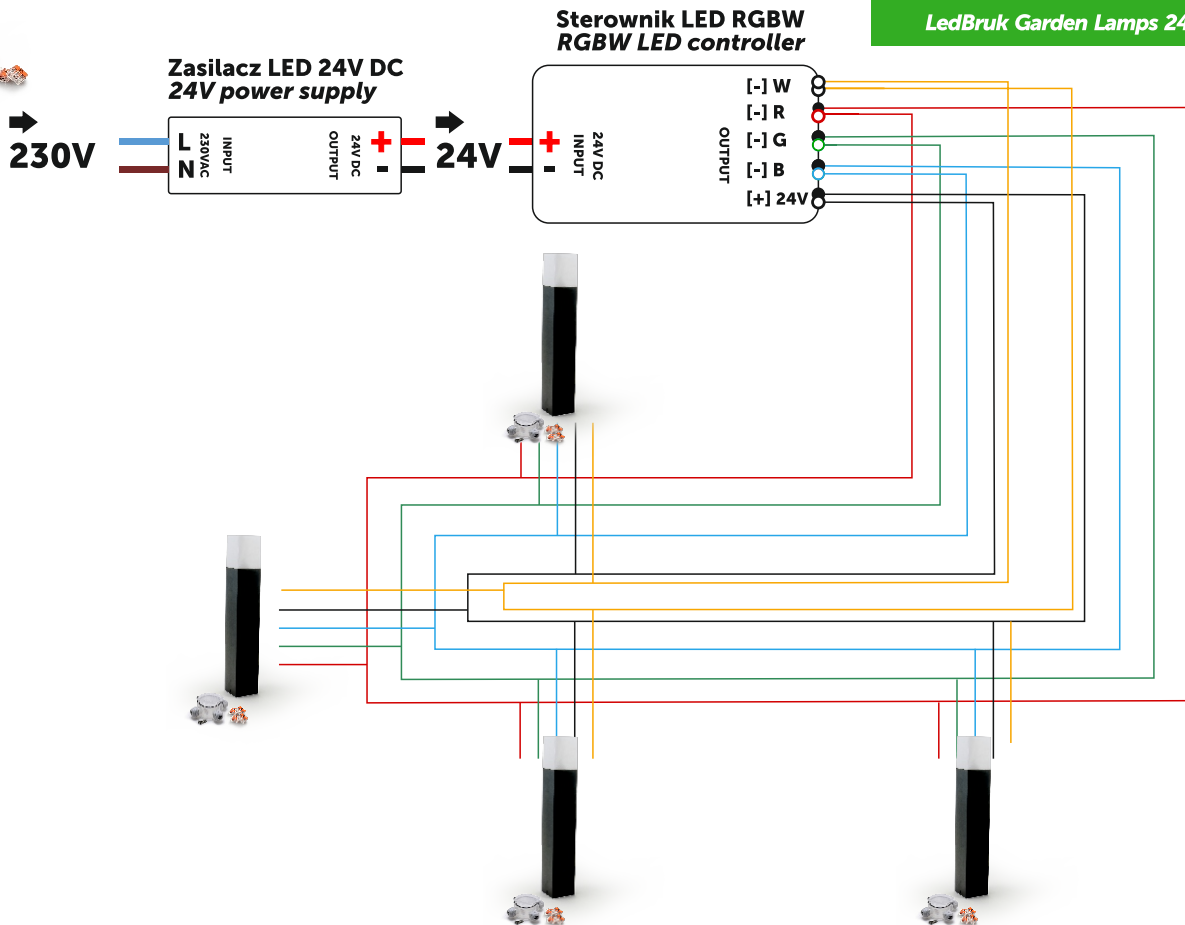 Sterownik LED RGBW
RGBW LED controller
LedBruk Garden Lamps 24
Zasilacz LED 24V DC
24V power supply
230V
L
N
230VAC
INPUT
OUTPUT
24V DC
+
-
24V
+
-
24V DC
INPUT
OUTPUT
[-] W
[-] R
[-] G
[-] B
[+] 24V